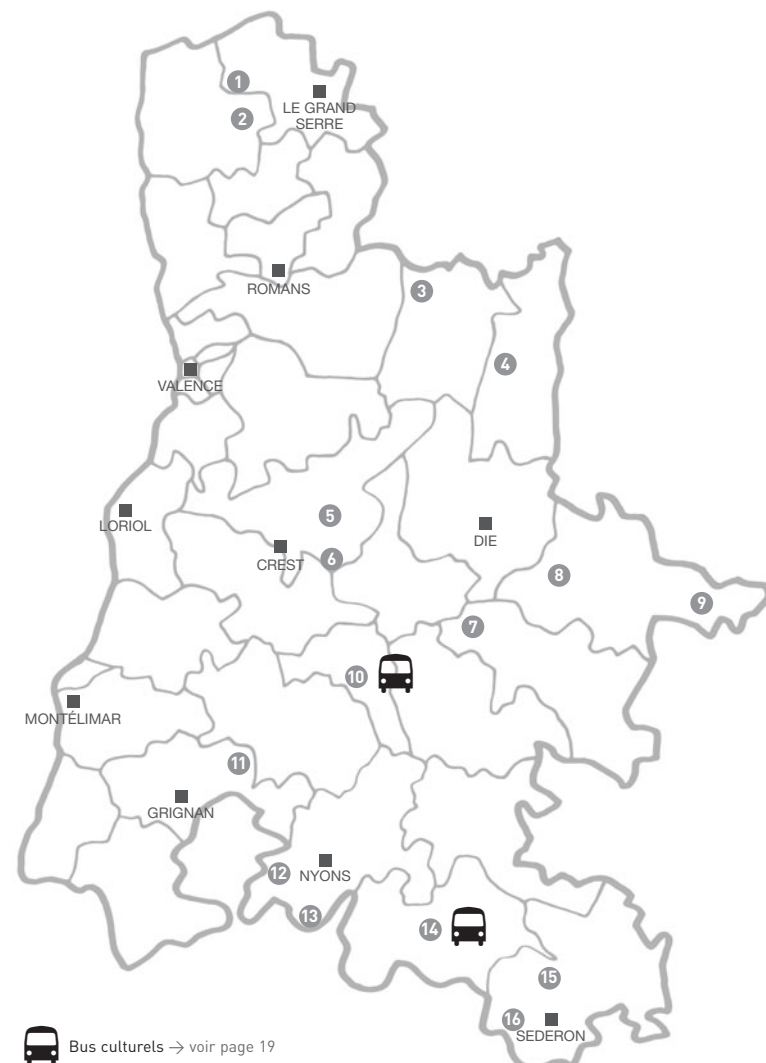 1
LE GRAND
SERRE
2
ROMANS
3
4
VALENCE
5
LORIOL
DIE
CREST
6
8
9
7
10
MONTÉLIMAR
11
GRIGNAN
12
NYONS
13
14
15
16
SEDERON
Bus culturels → voir page 19